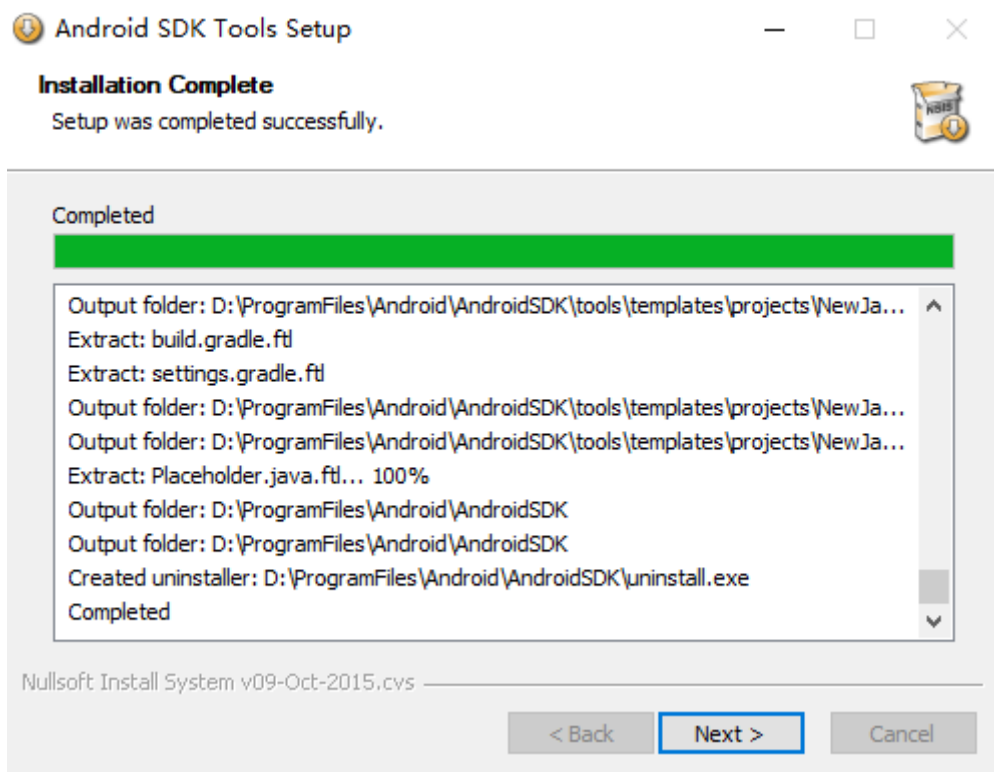 Android SDK Tools Setup
Installation Complete
Setup was completed successfully.
NSIS
Completed
Output folder: D:\ProgramFiles\Android\AndroidSDK\tools\templates\projects\NewJa...
Extract: build.gradle.ftl
Extract: settings.gradle.ftl
Output folder: D:\ProgramFiles\Android\AndroidSDK\tools\templates\projects\NewJa...
Output folder: D:\ProgramFiles\Android\AndroidSDK\tools\templates\projects\NewJa...
Extract: Placeholder.java.ftl... 100%
Output folder: D:\ProgramFiles\Android\AndroidSDK
Output folder: D:\ProgramFiles\Android\AndroidSDK
Created uninstaller: D:\ProgramFiles\Android\AndroidSDK\uninstall.exe
Completed
Nullsoft Install System v09-Oct-2015.cvs
< Back Next > Cancel